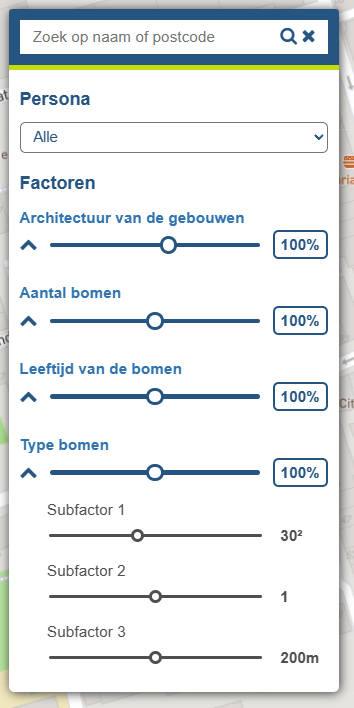 Zoek op naam of postcode
Persona
Alle
Factoren
Architectuur van de gebouwen
100%
Aantal bomen
100%
Leeftijd van de bomen
100%
Cit
Type bomen
100%
Subfactor 1
30²
Subfactor 2
1
Subfactor 3
200m